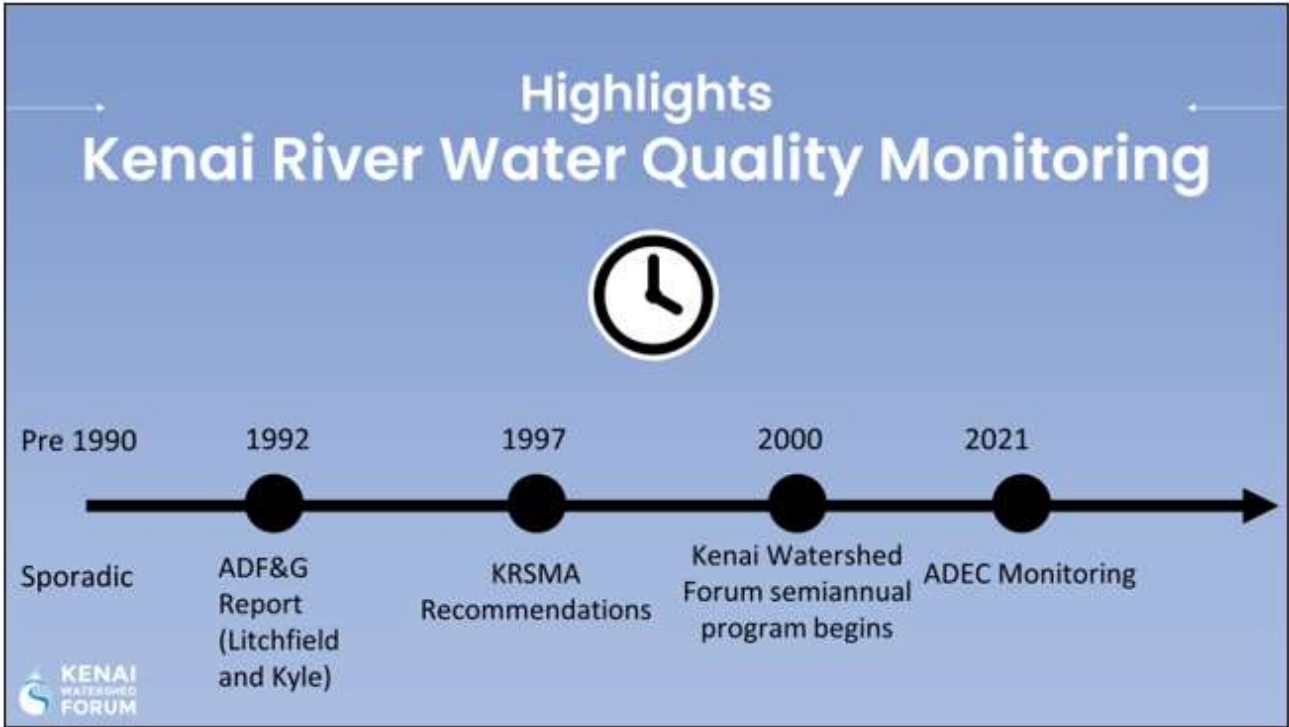 Highlights
Kenai River Water Quality Monitoring
Pre 1990
1992
1997
2000
2021
Sporadic
ADF&G
Report
(Litchfield
and Kyle)
KRSMA
Recommendations
Kenai Watershed
Forum semiannual
program begins
ADEC Monitoring
KENAI
WATERSHED
FORUM